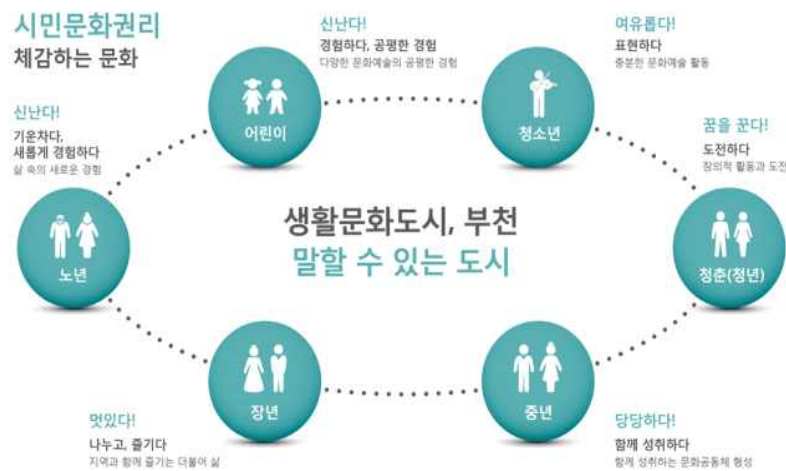 시민문화권리
체감하는 문화
신난다!
경험하다, 공평한 경험
다양한 문화예술의 공평한 경험
어린이
여유롭다!
표현하다
충분한 문화예술 활동
청소년
꿈을 꾼다!
도전하다
창의적 활동과 도전
청춘(청년)
당당하다!
함께 성취하다
함께 성취하는 문화공동체 형성
중년
멋있다!
나누고, 즐기다
지역과 함께 즐기는 더불어 삶
장년
신난다!
기운차다,
새롭게 경험하다
삶 속의 새로운 경험
노년
생활문화도시, 부천
말할 수 있는 도시